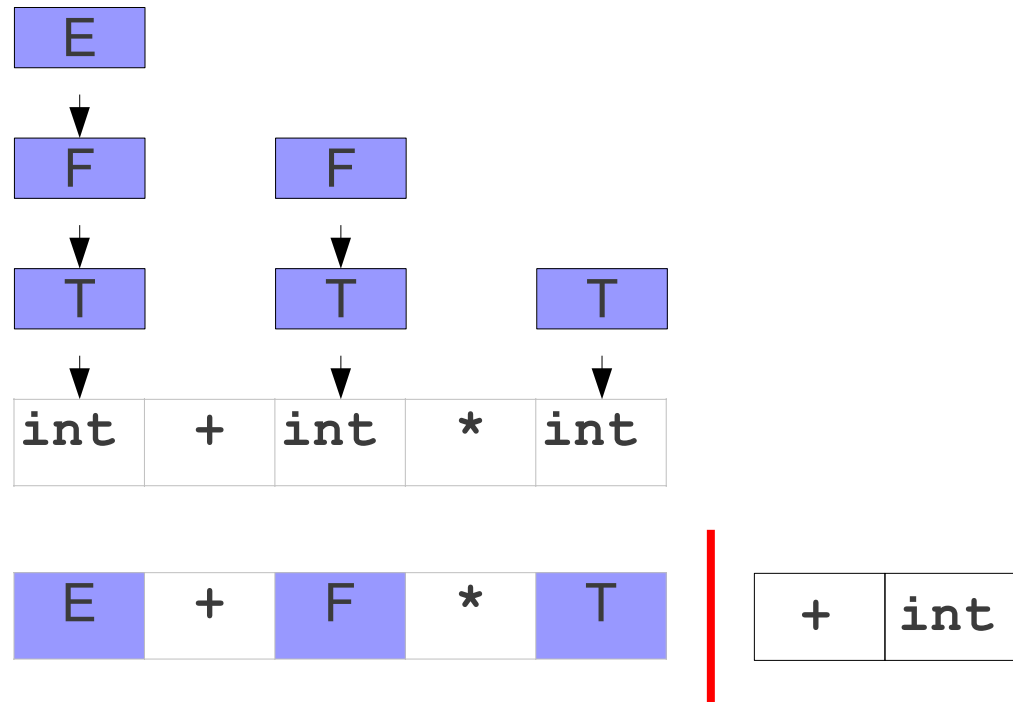 E
F F
T T T
int + int * int
E + F * T + int